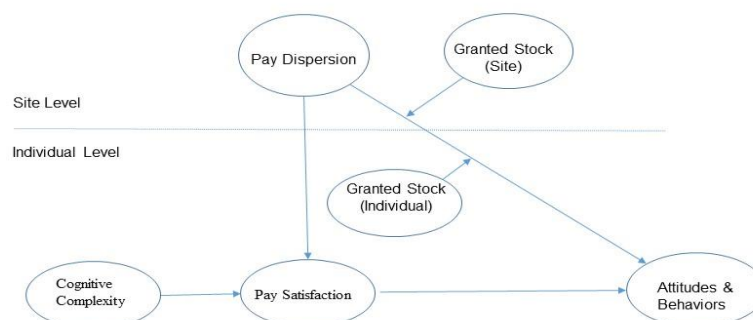 Pay Dispersion
Granted Stock
(Site)
Site Level
Individual Level
Granted Stock
(Individual)
Cognitive
Complexity
Pay Satisfaction
Attitudes &
Behaviors